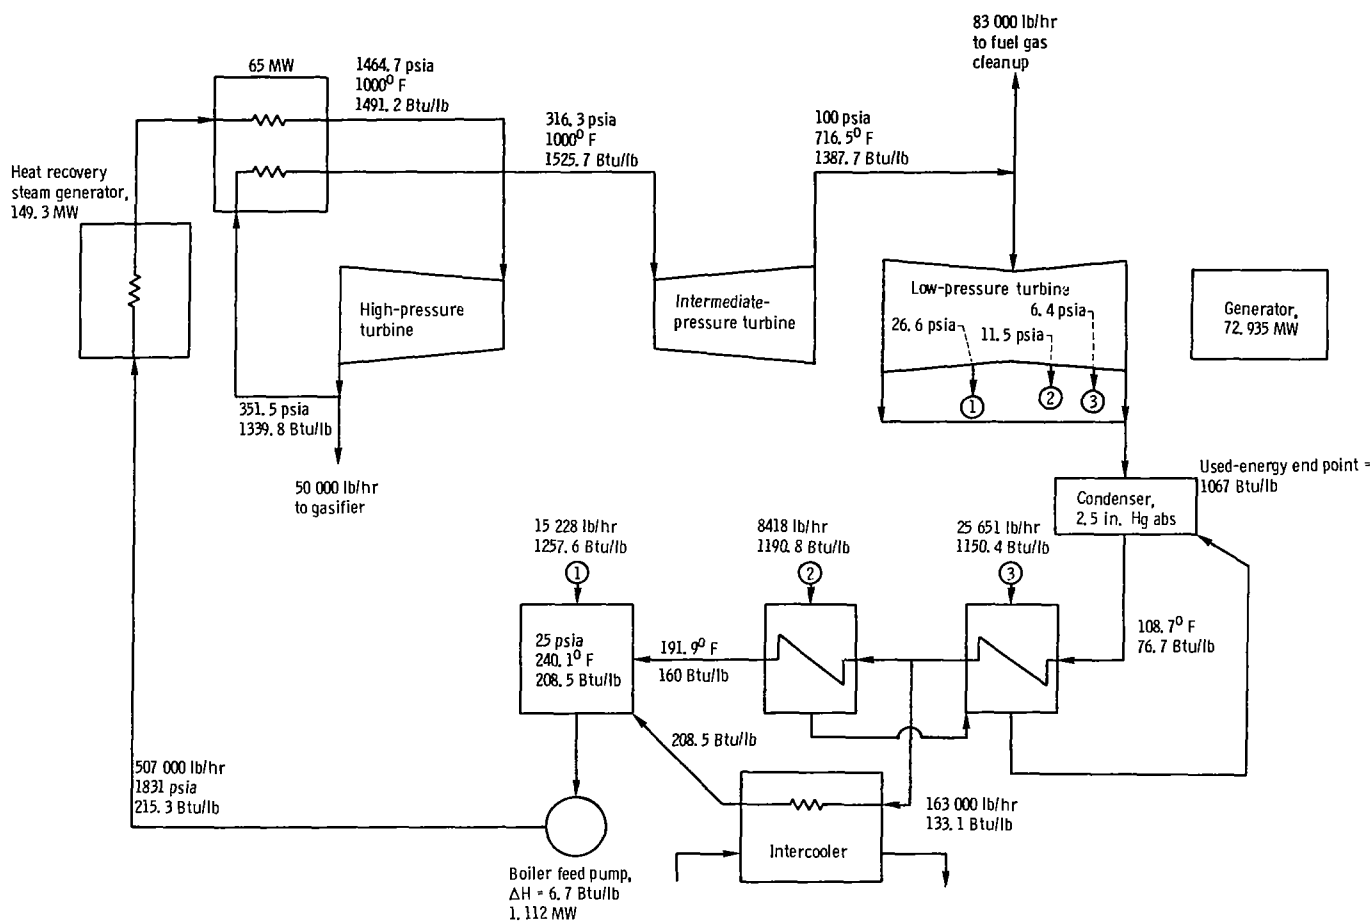 83 000 lb/hr
to fuel gas
cleanup
65 MW
1464.7 psia
1000⁰ F
1491.2 Btu/lb
316.3 psia
1000⁰ F
1525.7 Btu/lb
100 psia
716.5⁰ F
1387.7 Btu/lb
Heat recovery
steam generator,
149.3 MW
High-pressure
turbine
Intermediate-
pressure turbine
Low-pressure turbine
26.6 psia
11.5 psia
6.4 psia
1
2
3
Generator,
72.935 MW
351.5 psia
1339.8 Btu/lb
50 000 lb/hr
to gasifier
Used-energy end point =
1067 Btu/lb
Condenser,
2.5 in. Hg abs
15 228 lb/hr
1257.6 Btu/lb
1
8418 lb/hr
1190.8 Btu/lb
2
25 651 lb/hr
1150.4 Btu/lb
3
25 psia
240.1⁰ F
208.5 Btu/lb
191.9⁰ F
160 Btu/lb
108.7⁰ F
76.7 Btu/lb
208.5 Btu/lb
507 000 lb/hr
1831 psia
215.3 Btu/lb
163 000 lb/hr
133.1 Btu/lb
Intercooler
Boiler feed pump,
ΔH = 6.7 Btu/lb
1.112 MW